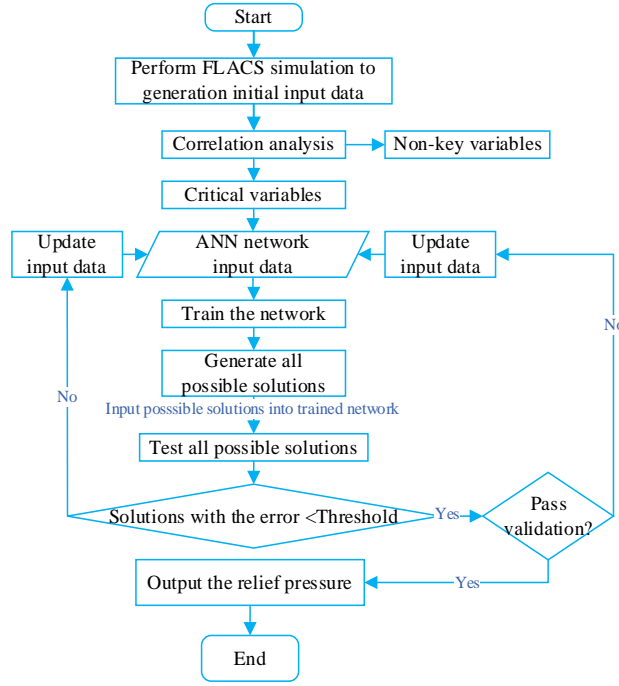 Start
Perform FLACS simulation to
generation initial input data
Correlation analysis
Non-key variables
Critical variables
Update
input data
ANN network
input data
Update
input data
Train the network
No
Generate all
possible solutions
No
Input posssible solutions into trained network
Test all possible solutions
Solutions with the error <Threshold
Yes
Pass
validation?
Output the relief pressure
Yes
End